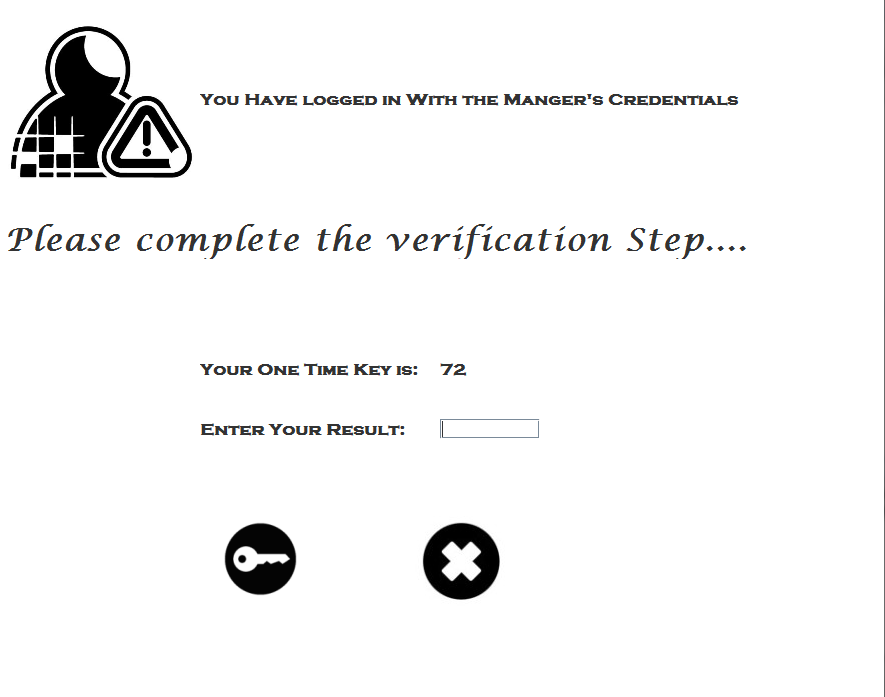 You Have logged in With the Manger's Credentials
Please complete the verification Step....
Your One Time Key is: 72
Enter Your Result: